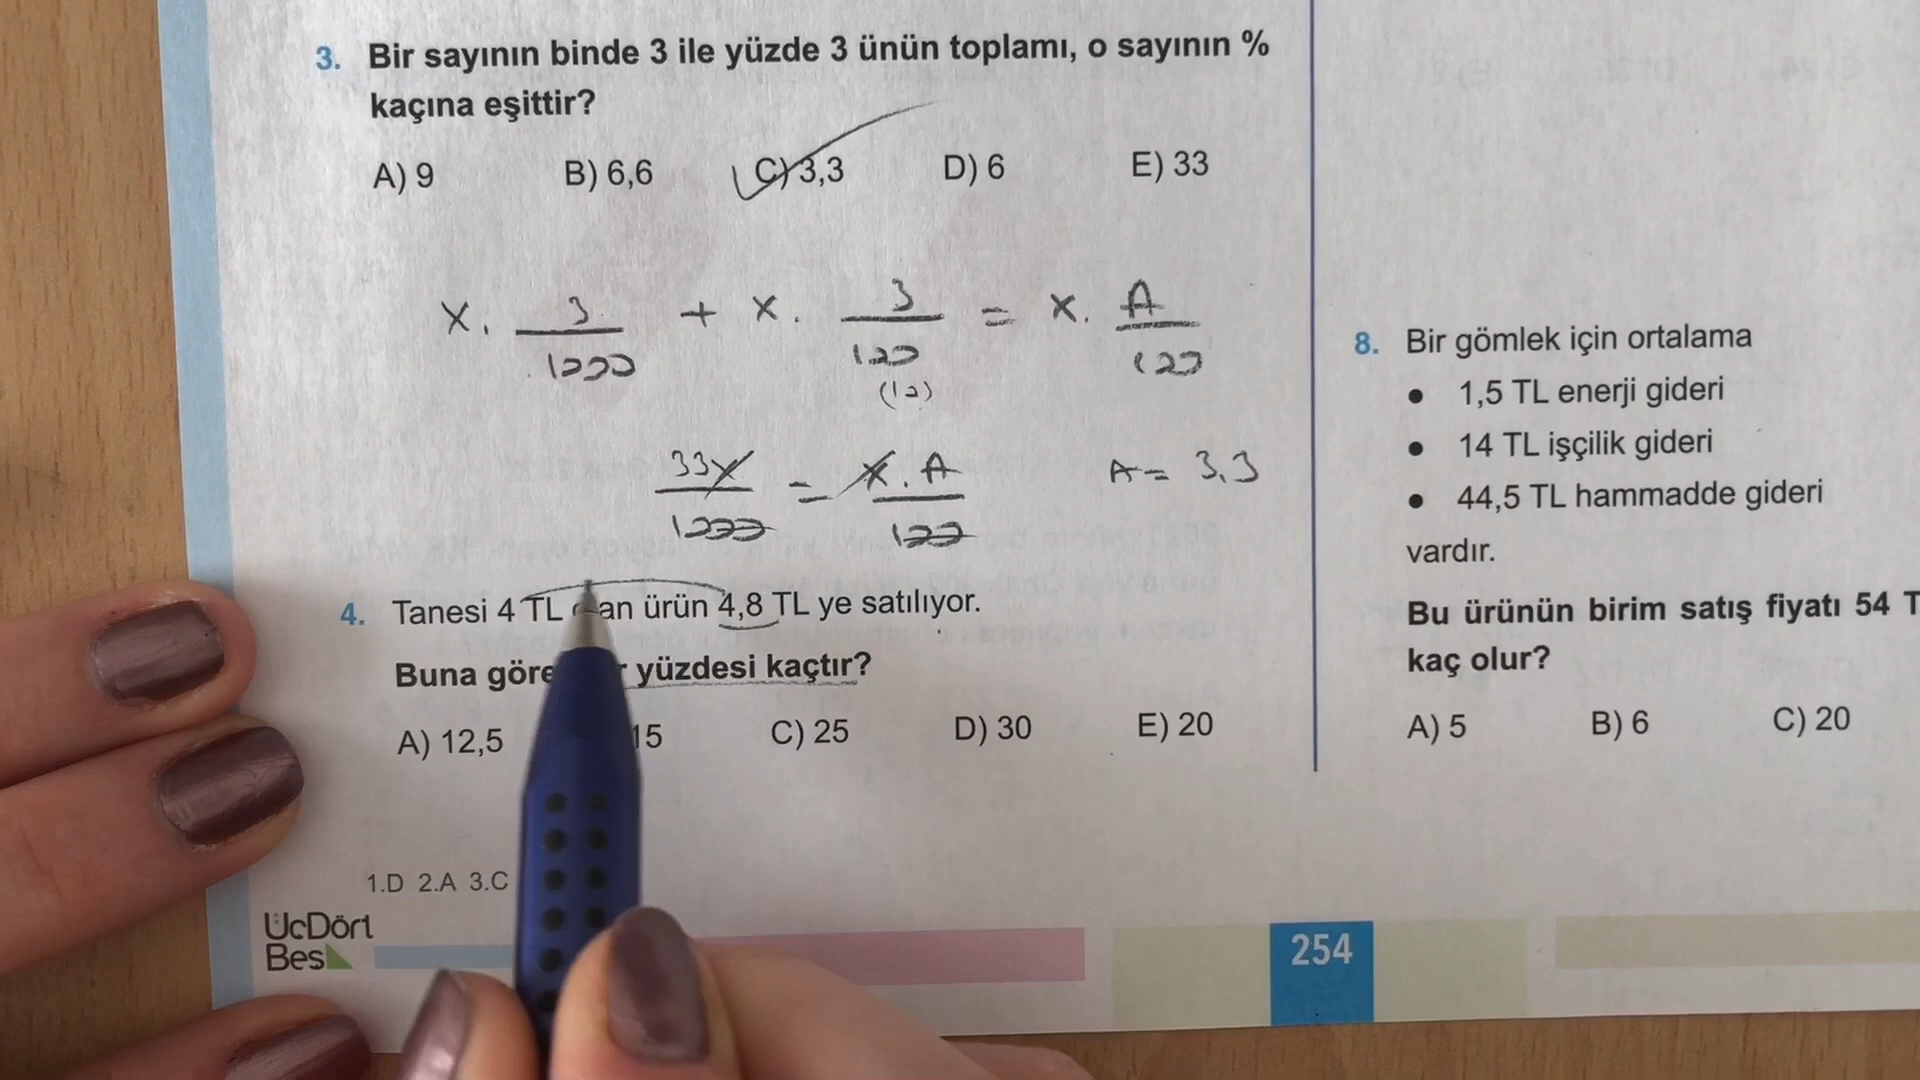 3. Bir sayının binde 3 ile yüzde 3 ünün toplamı, o sayının %
kaçına eşittir?
A) 9 B) 6,6 C) 3,3 D) 6 E) 33
x. 3/1000 + x. 3/100 = x. A/100
(10)
33x/1000 = x.A/100 A = 3.3
4. Tanesi 4 TL ürün 4,8 TL ye satılıyor.
Buna göre yüzdesi kaçtır?
A) 12,5 15 C) 25 D) 30 E) 20
1.D 2.A 3.C
ÜcDört
Bes
254
8. Bir gömlek için ortalama
• 1,5 TL enerji gideri
• 14 TL işçilik gideri
• 44,5 TL hammadde gideri
vardır.
Bu ürünün birim satış fiyatı 54 T
kaç olur?
A) 5 B) 6 C) 20